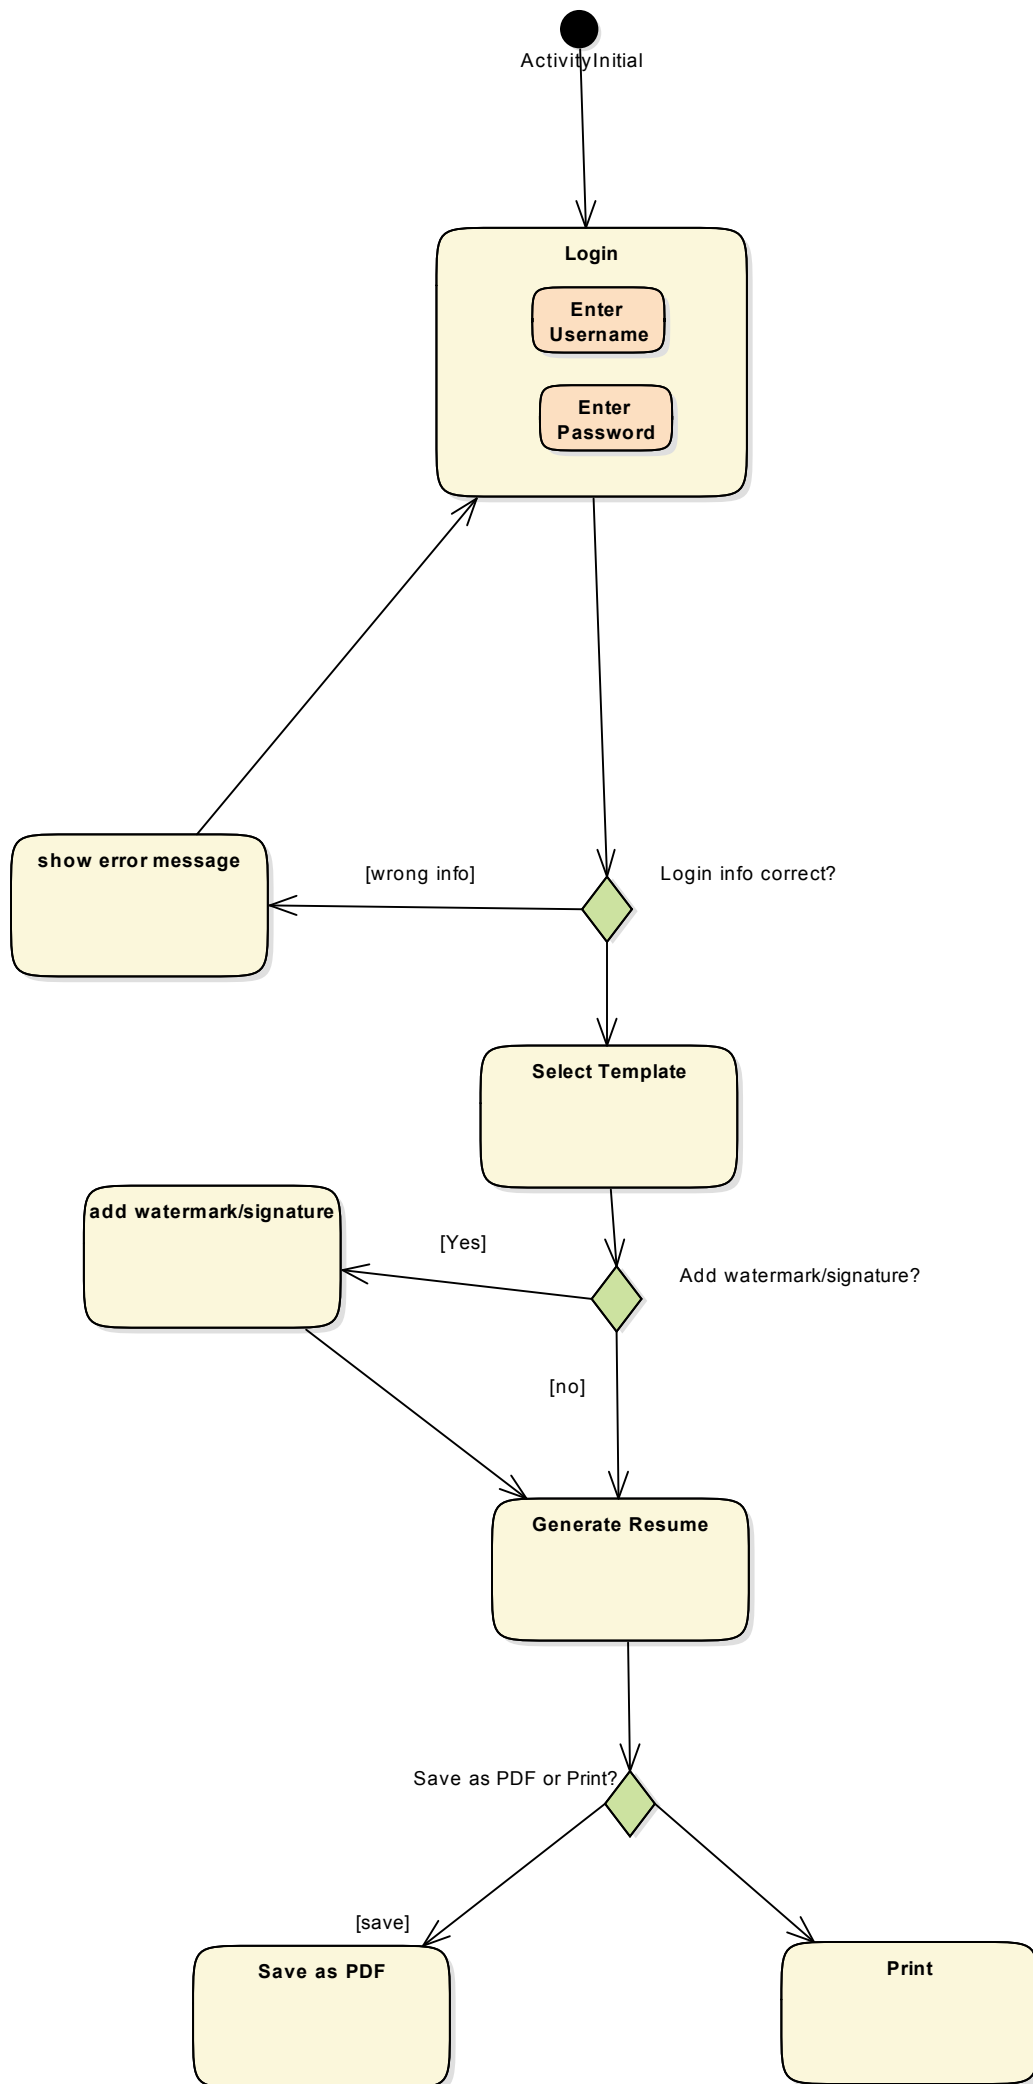 ActivityInitial
Login
Enter
Username
Enter
Password
show error message
[wrong info]
Login info correct?
Select Template
add watermark/signature
[Yes]
Add watermark/signature?
[no]
Generate Resume
Save as PDF or Print?
[save]
Save as PDF
Print